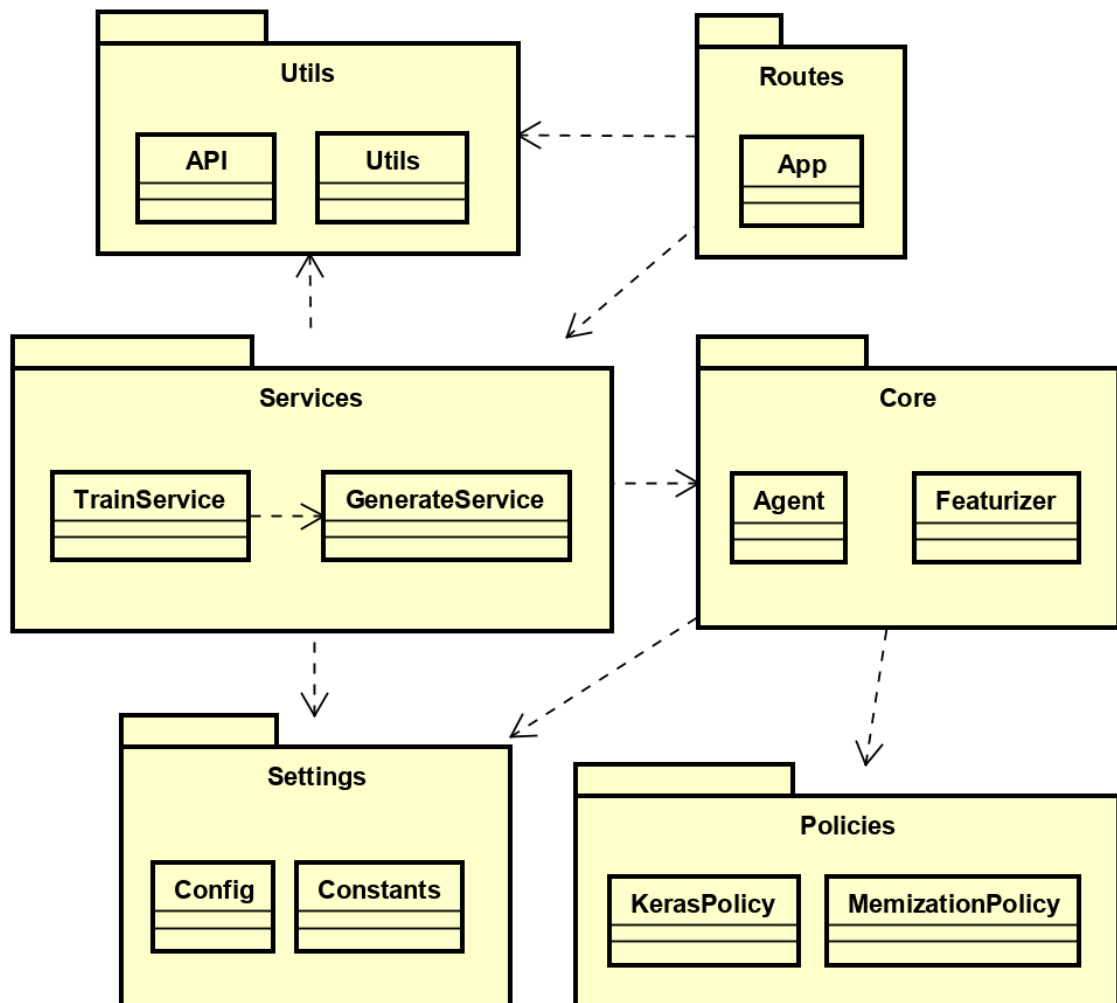 Utils
API
Utils
Routes
App
Services
TrainService
GenerateService
Core
Agent
Featurizer
Settings
Config
Constants
Policies
KerasPolicy
MemizationPolicy